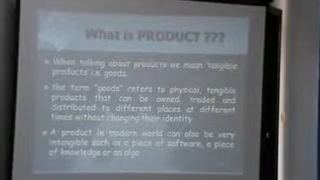 What is PRODUCT ???
When talking about products we mean 'tangible
products' i.e. goods.
the term "goods" refers to physical, tangible
products that can be owned, traded and
distributed to different places at different
times without changing their identity.
A product in modern world can also be very
intangible such as a piece of software, a piece
of knowledge or an algo.